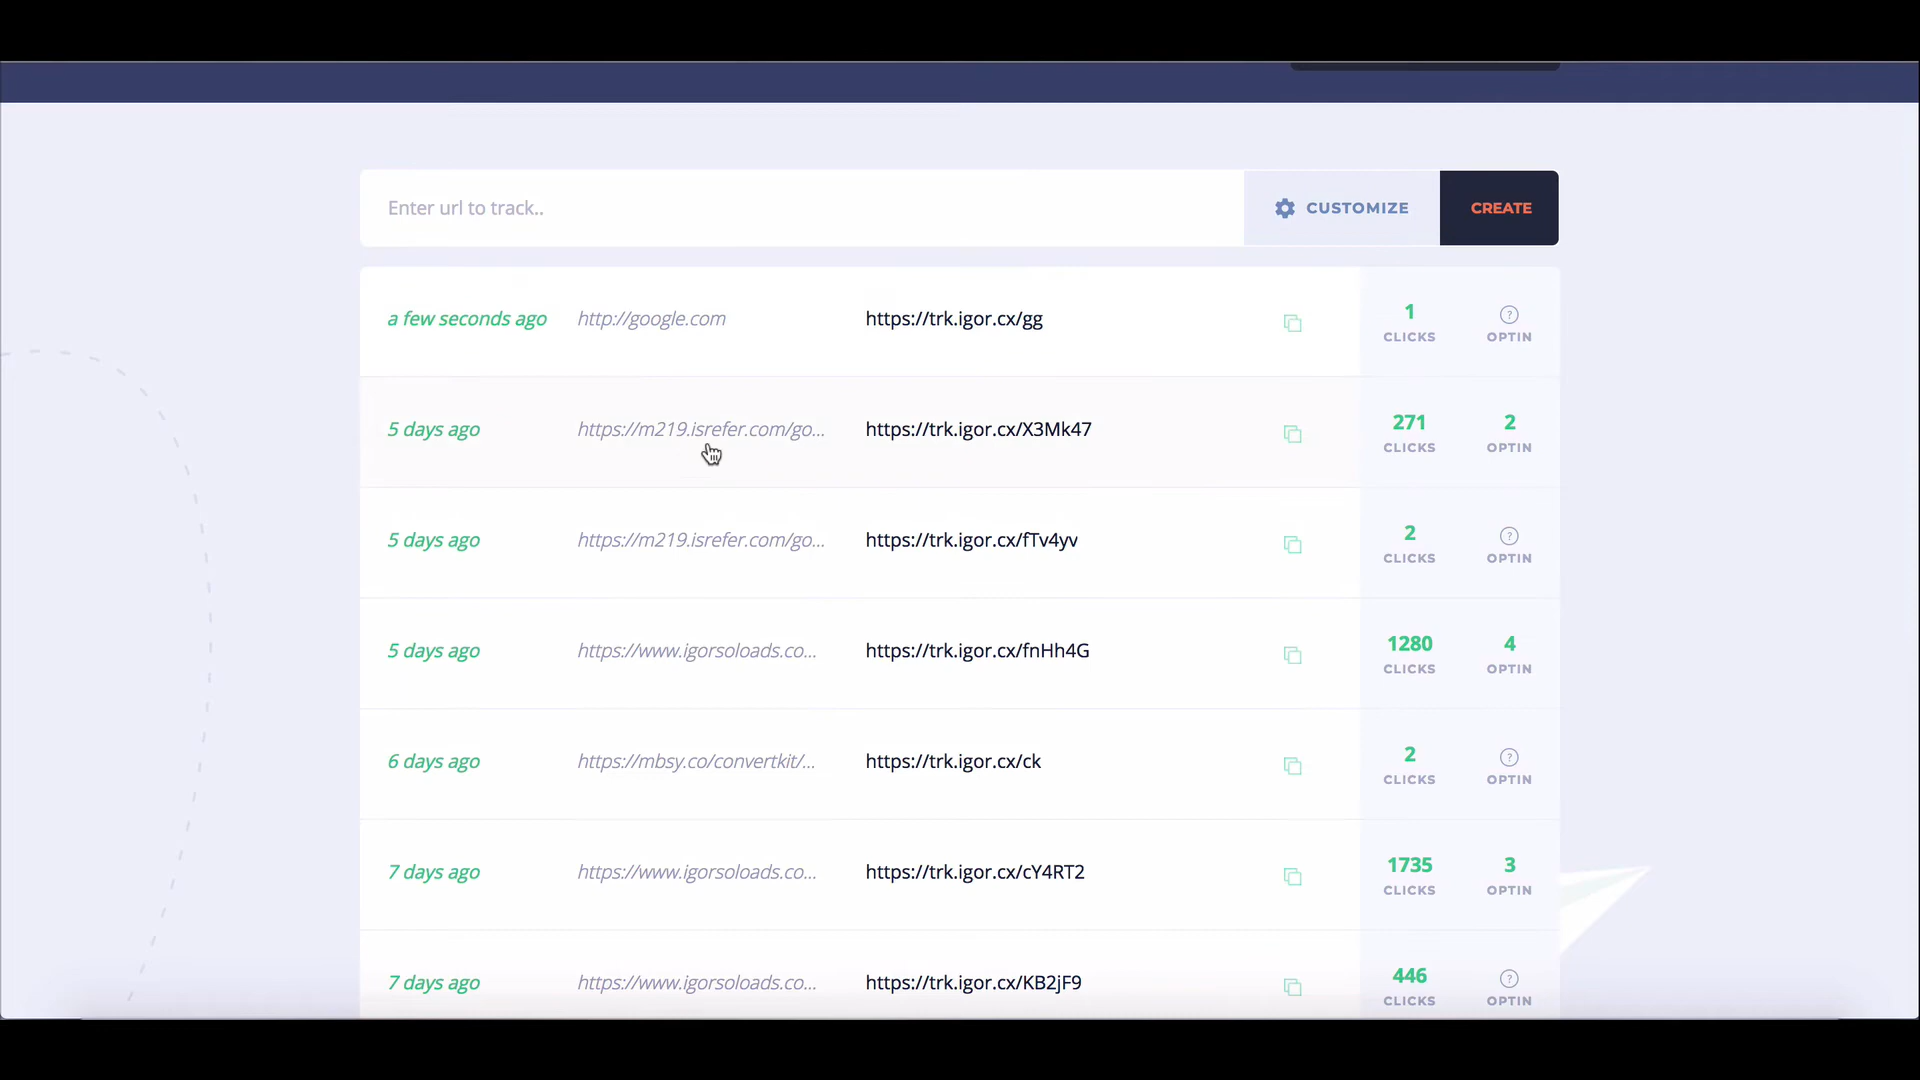 Enter url to track..
CUSTOMIZE
CREATE
a few seconds ago http://google.com https://trk.igor.cx/gg 1 CLICKS ? OPTIN
5 days ago https://m219.isrefer.com/go... https://trk.igor.cx/X3Mk47 271 CLICKS 2 OPTIN
5 days ago https://m219.isrefer.com/go... https://trk.igor.cx/fTv4yv 2 CLICKS ? OPTIN
5 days ago https://www.igorsoloads.co... https://trk.igor.cx/fnHh4G 1280 CLICKS 4 OPTIN
6 days ago https://mbsy.co/convertkit/... https://trk.igor.cx/ck 2 CLICKS ? OPTIN
7 days ago https://www.igorsoloads.co... https://trk.igor.cx/cY4RT2 1735 CLICKS 3 OPTIN
7 days ago https://www.igorsoloads.co... https://trk.igor.cx/KB2jF9 446 CLICKS ? OPTIN